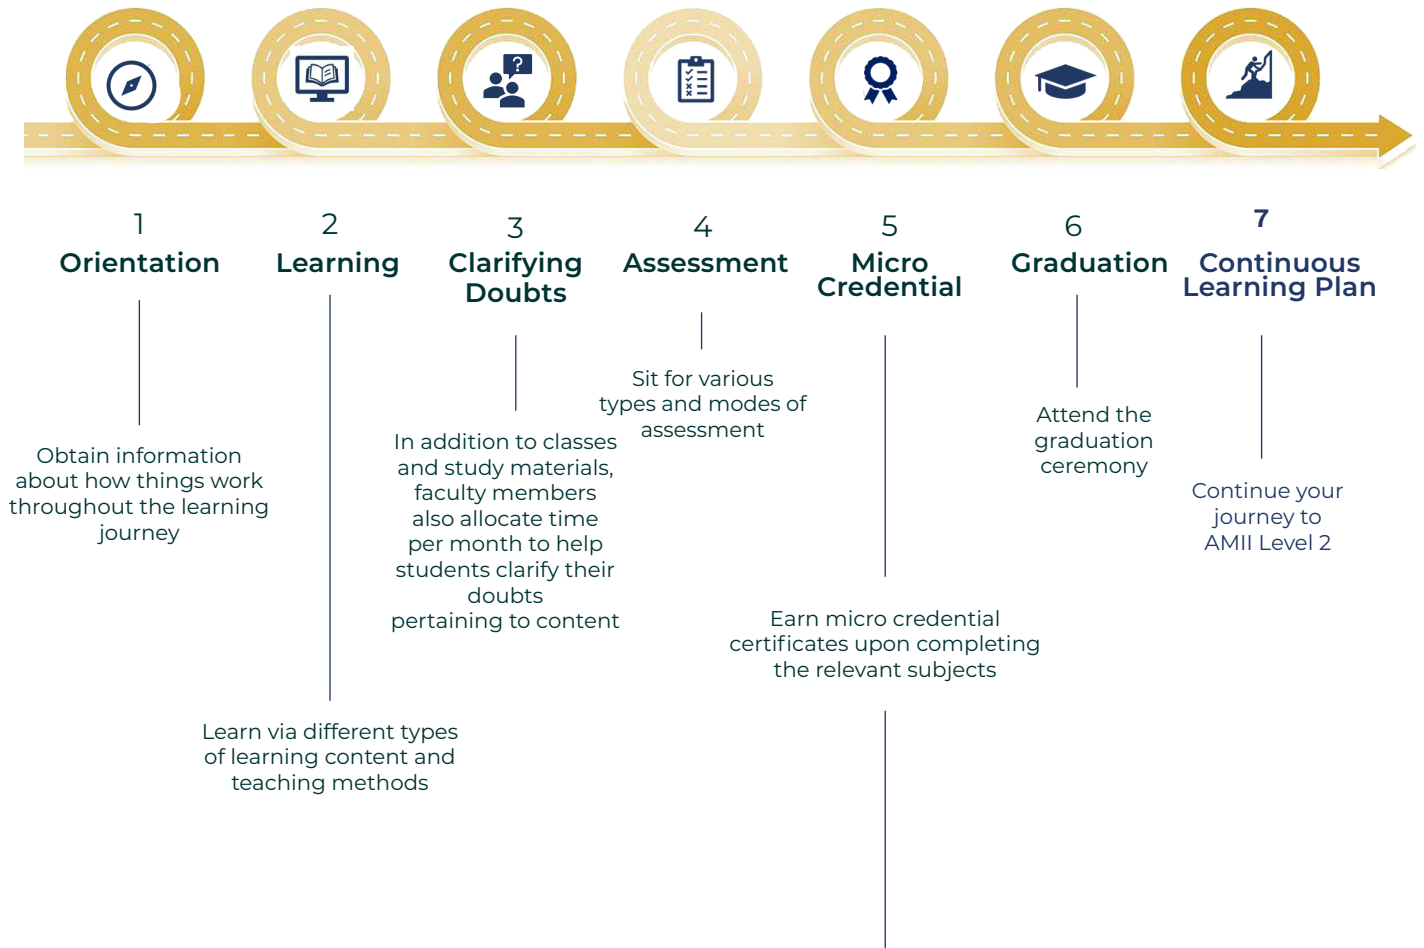 ?
1
Orientation
Obtain information
about how things work
throughout the learning
journey
2
Learning
Learn via different types
of learning content and
teaching methods
3
Clarifying
Doubts
In addition to classes
and study materials,
faculty members
also allocate time
per month to help
students clarify their
doubts
pertaining to content
4
Assessment
Sit for various
types and modes of
assessment
5
Micro
Credential
Earn micro credential
certificates upon completing
the relevant subjects
6
Graduation
Attend the
graduation
ceremony
7
Continuous
Learning Plan
Continue your
journey to
AMII Level 2